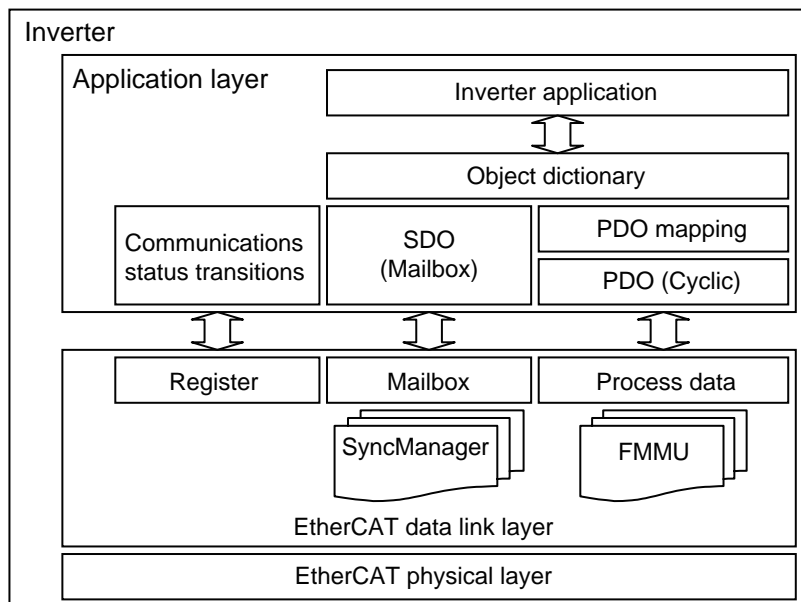 Inverter
Application layer
Inverter application
Object dictionary
Communications
status transitions
SDO
(Mailbox)
PDO mapping
PDO (Cyclic)
Register
Mailbox
Process data
SyncManager
FMMU
EtherCAT data link layer
EtherCAT physical layer